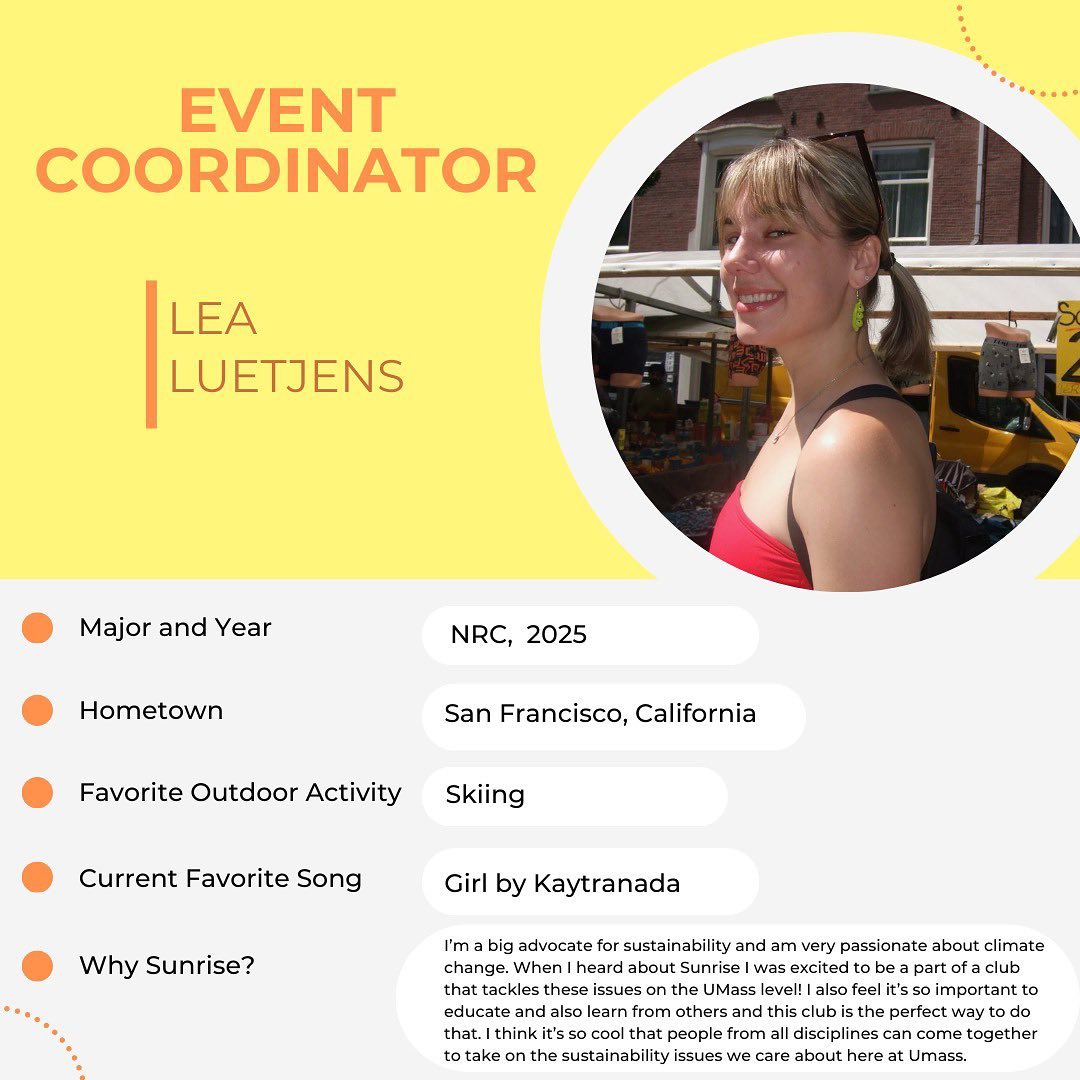 EVENT
COORDINATOR
LEA
LUETJENS
Major and Year
NRC, 2025
Hometown
San Francisco, California
Favorite Outdoor Activity
Skiing
Current Favorite Song
Girl by Kaytranada
Why Sunrise?
I’m a big advocate for sustainability and am very passionate about climate
change. When I heard about Sunrise I was excited to be a part of a club
that tackles these issues on the UMass level! I also feel it’s so important to
educate and also learn from others and this club is the perfect way to do
that. I think it’s so cool that people from all disciplines can come together
to take on the sustainability issues we care about here at Umass.